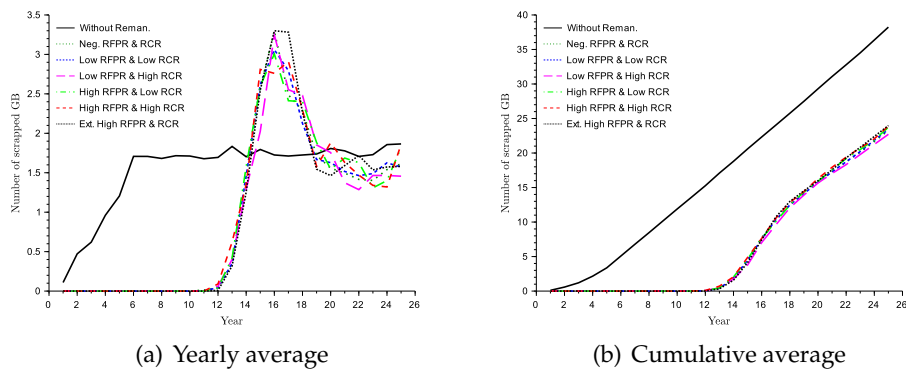 3.5
3
2.5
2
1.5
1
0.5
0
Number of scrapped GB
Without Reman.
Neg. RFPR & RCR
Low RFPR & Low RCR
Low RFPR & High RCR
High RFPR & Low RCR
High RFPR & High RCR
Ext. High RFPR & RCR
0 2 4 6 8 10 12 14 16 18 20 22 24 26
Year
(a) Yearly average
40
35
30
25
20
15
10
5
0
Number of scrapped GB
Without Reman.
Neg. RFPR & RCR
Low RFPR & Low RCR
Low RFPR & High RCR
High RFPR & Low RCR
High RFPR & High RCR
Ext. High RFPR & RCR
0 2 4 6 8 10 12 14 16 18 20 22 24 26
Year
(b) Cumulative average